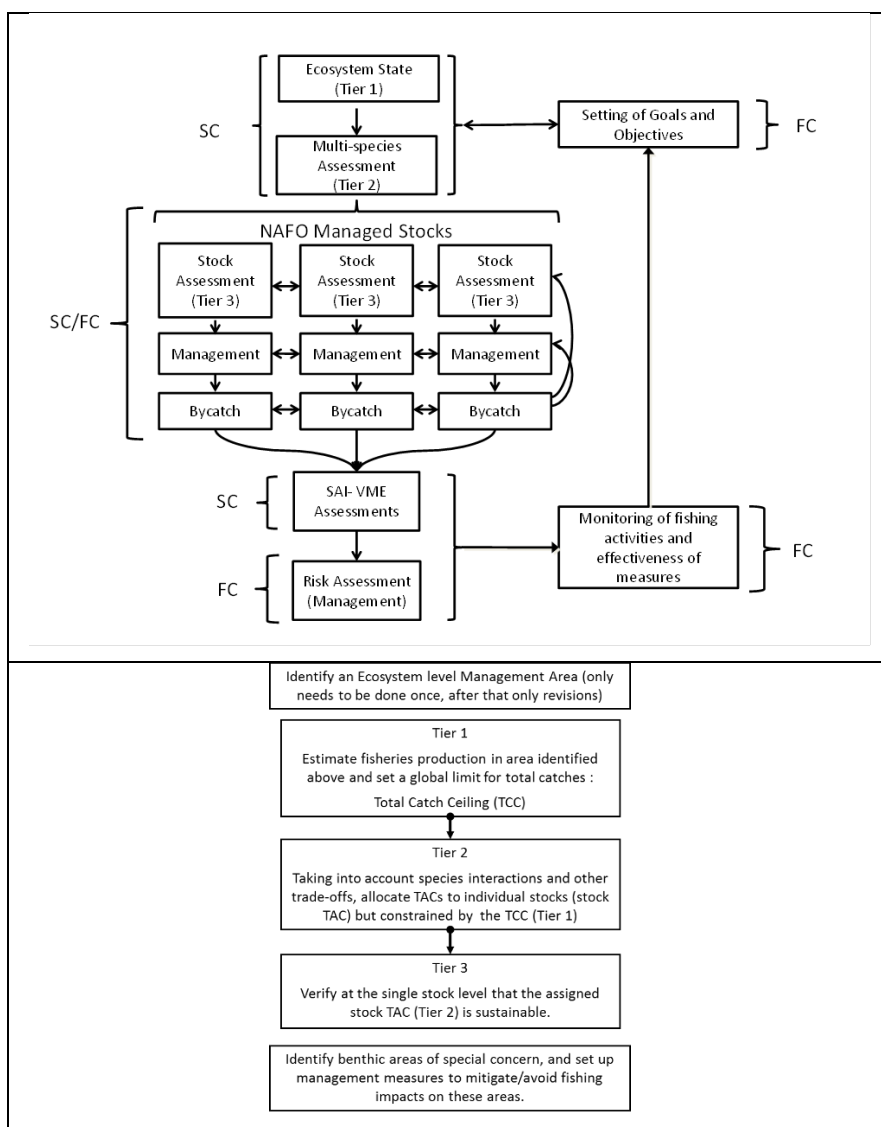 Ecosystem State
(Tier 1)
SC
Multi-species
Assessment
(Tier 2)
Setting of Goals and
Objectives
FC
NAFO Managed Stocks
Stock
Assessment
(Tier 3)
Stock
Assessment
(Tier 3)
Stock
Assessment
(Tier 3)
SC/FC
Management
Management
Management
Bycatch
Bycatch
Bycatch
SC
SAI- VME
Assessments
Monitoring of fishing
activities and
effectiveness of
measures
FC
FC
Risk Assessment
(Management)
Identify an Ecosystem level Management Area (only
needs to be done once, after that only revisions)
Tier 1
Estimate fisheries production in area identified
above and set a global limit for total catches :
Total Catch Ceiling (TCC)
Tier 2
Taking into account species interactions and other
trade-offs, allocate TACs to individual stocks (stock
TAC) but constrained by the TCC (Tier 1)
Tier 3
Verify at the single stock level that the assigned
stock TAC (Tier 2) is sustainable.
Identify benthic areas of special concern, and set up
management measures to mitigate/avoid fishing
impacts on these areas.